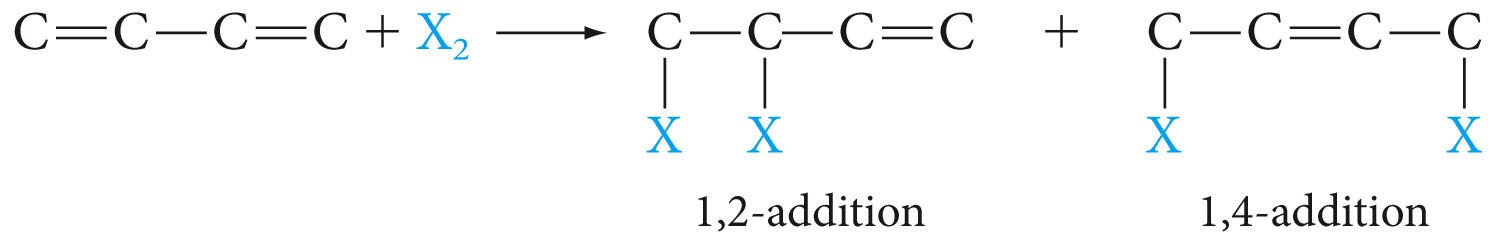 C=C—C=C + X₂ → C—C—C=C + C—C=C—C
X X X X
1,2-addition 1,4-addition